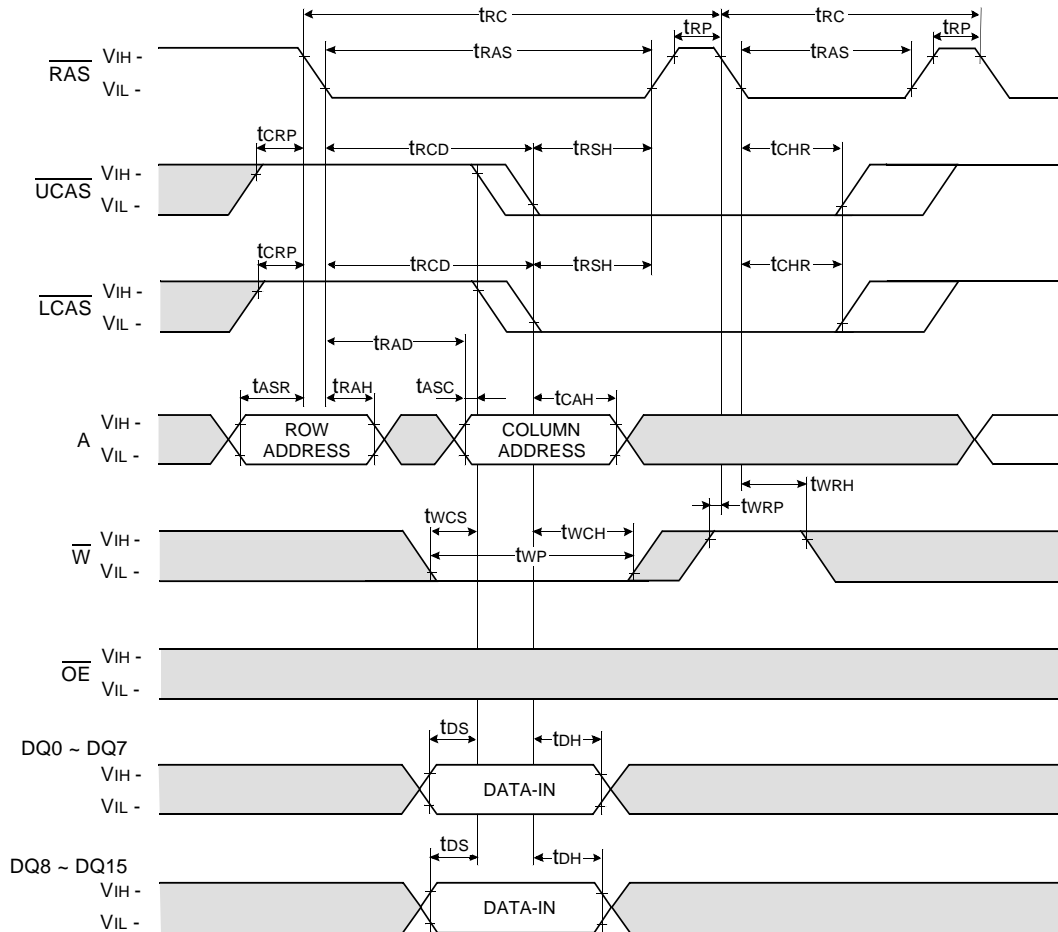 tRC tRC
tRP tRP
tRAS tRAS
RAS VIH -
VIL -
tCRP tRCD tRSH tCHR
UCAS VIH -
VIL -
tCRP tRCD tRSH tCHR
LCAS VIH -
VIL -
tRAD
tASR tRAH tASC tCAH
A VIH -
VIL -
ROW
ADDRESS
COLUMN
ADDRESS
tWRH
tWRP
tWCS tWCH
tWP
W VIH -
VIL -
OE VIH -
VIL -
tDS tDH
DQ0 ~ DQ7
VIH -
VIL -
DATA-IN
tDS tDH
DQ8 ~ DQ15
VIH -
VIL -
DATA-IN